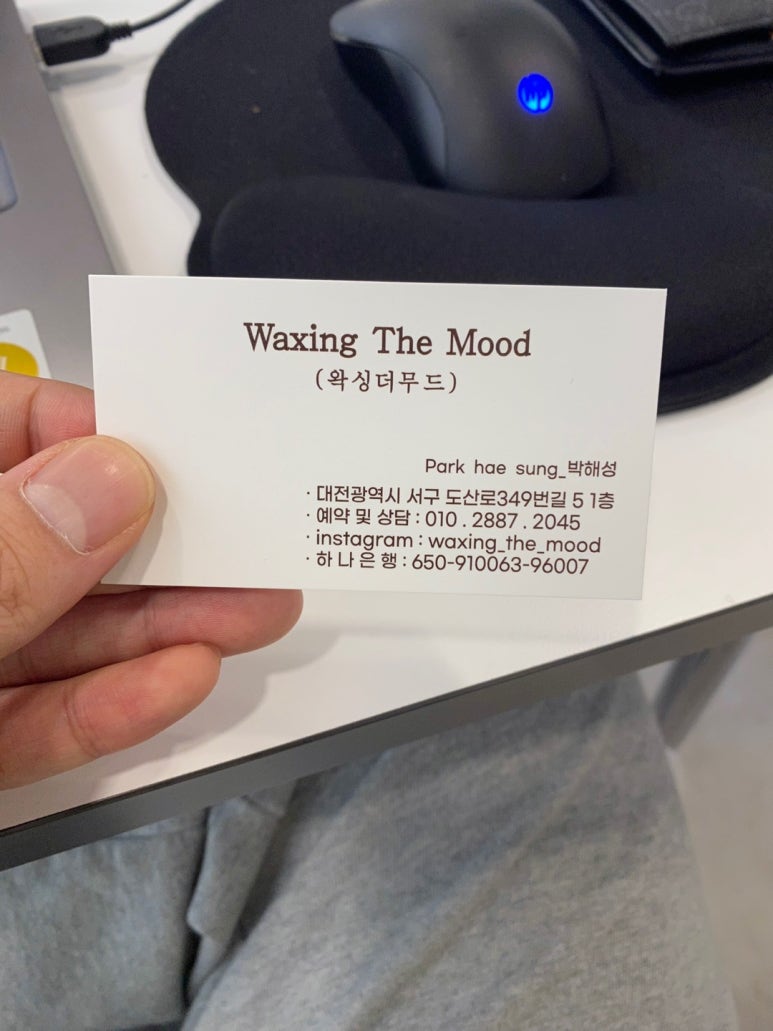 Waxing The Mood
(왁싱더무드)
Park hae sung_박해성
· 대전광역시 서구 도산로349번길 5 1층
· 예약 및 상담 : 010 . 2887 . 2045
· instagram : waxing_the_mood
· 하 나 은 행 : 650-910063-96007